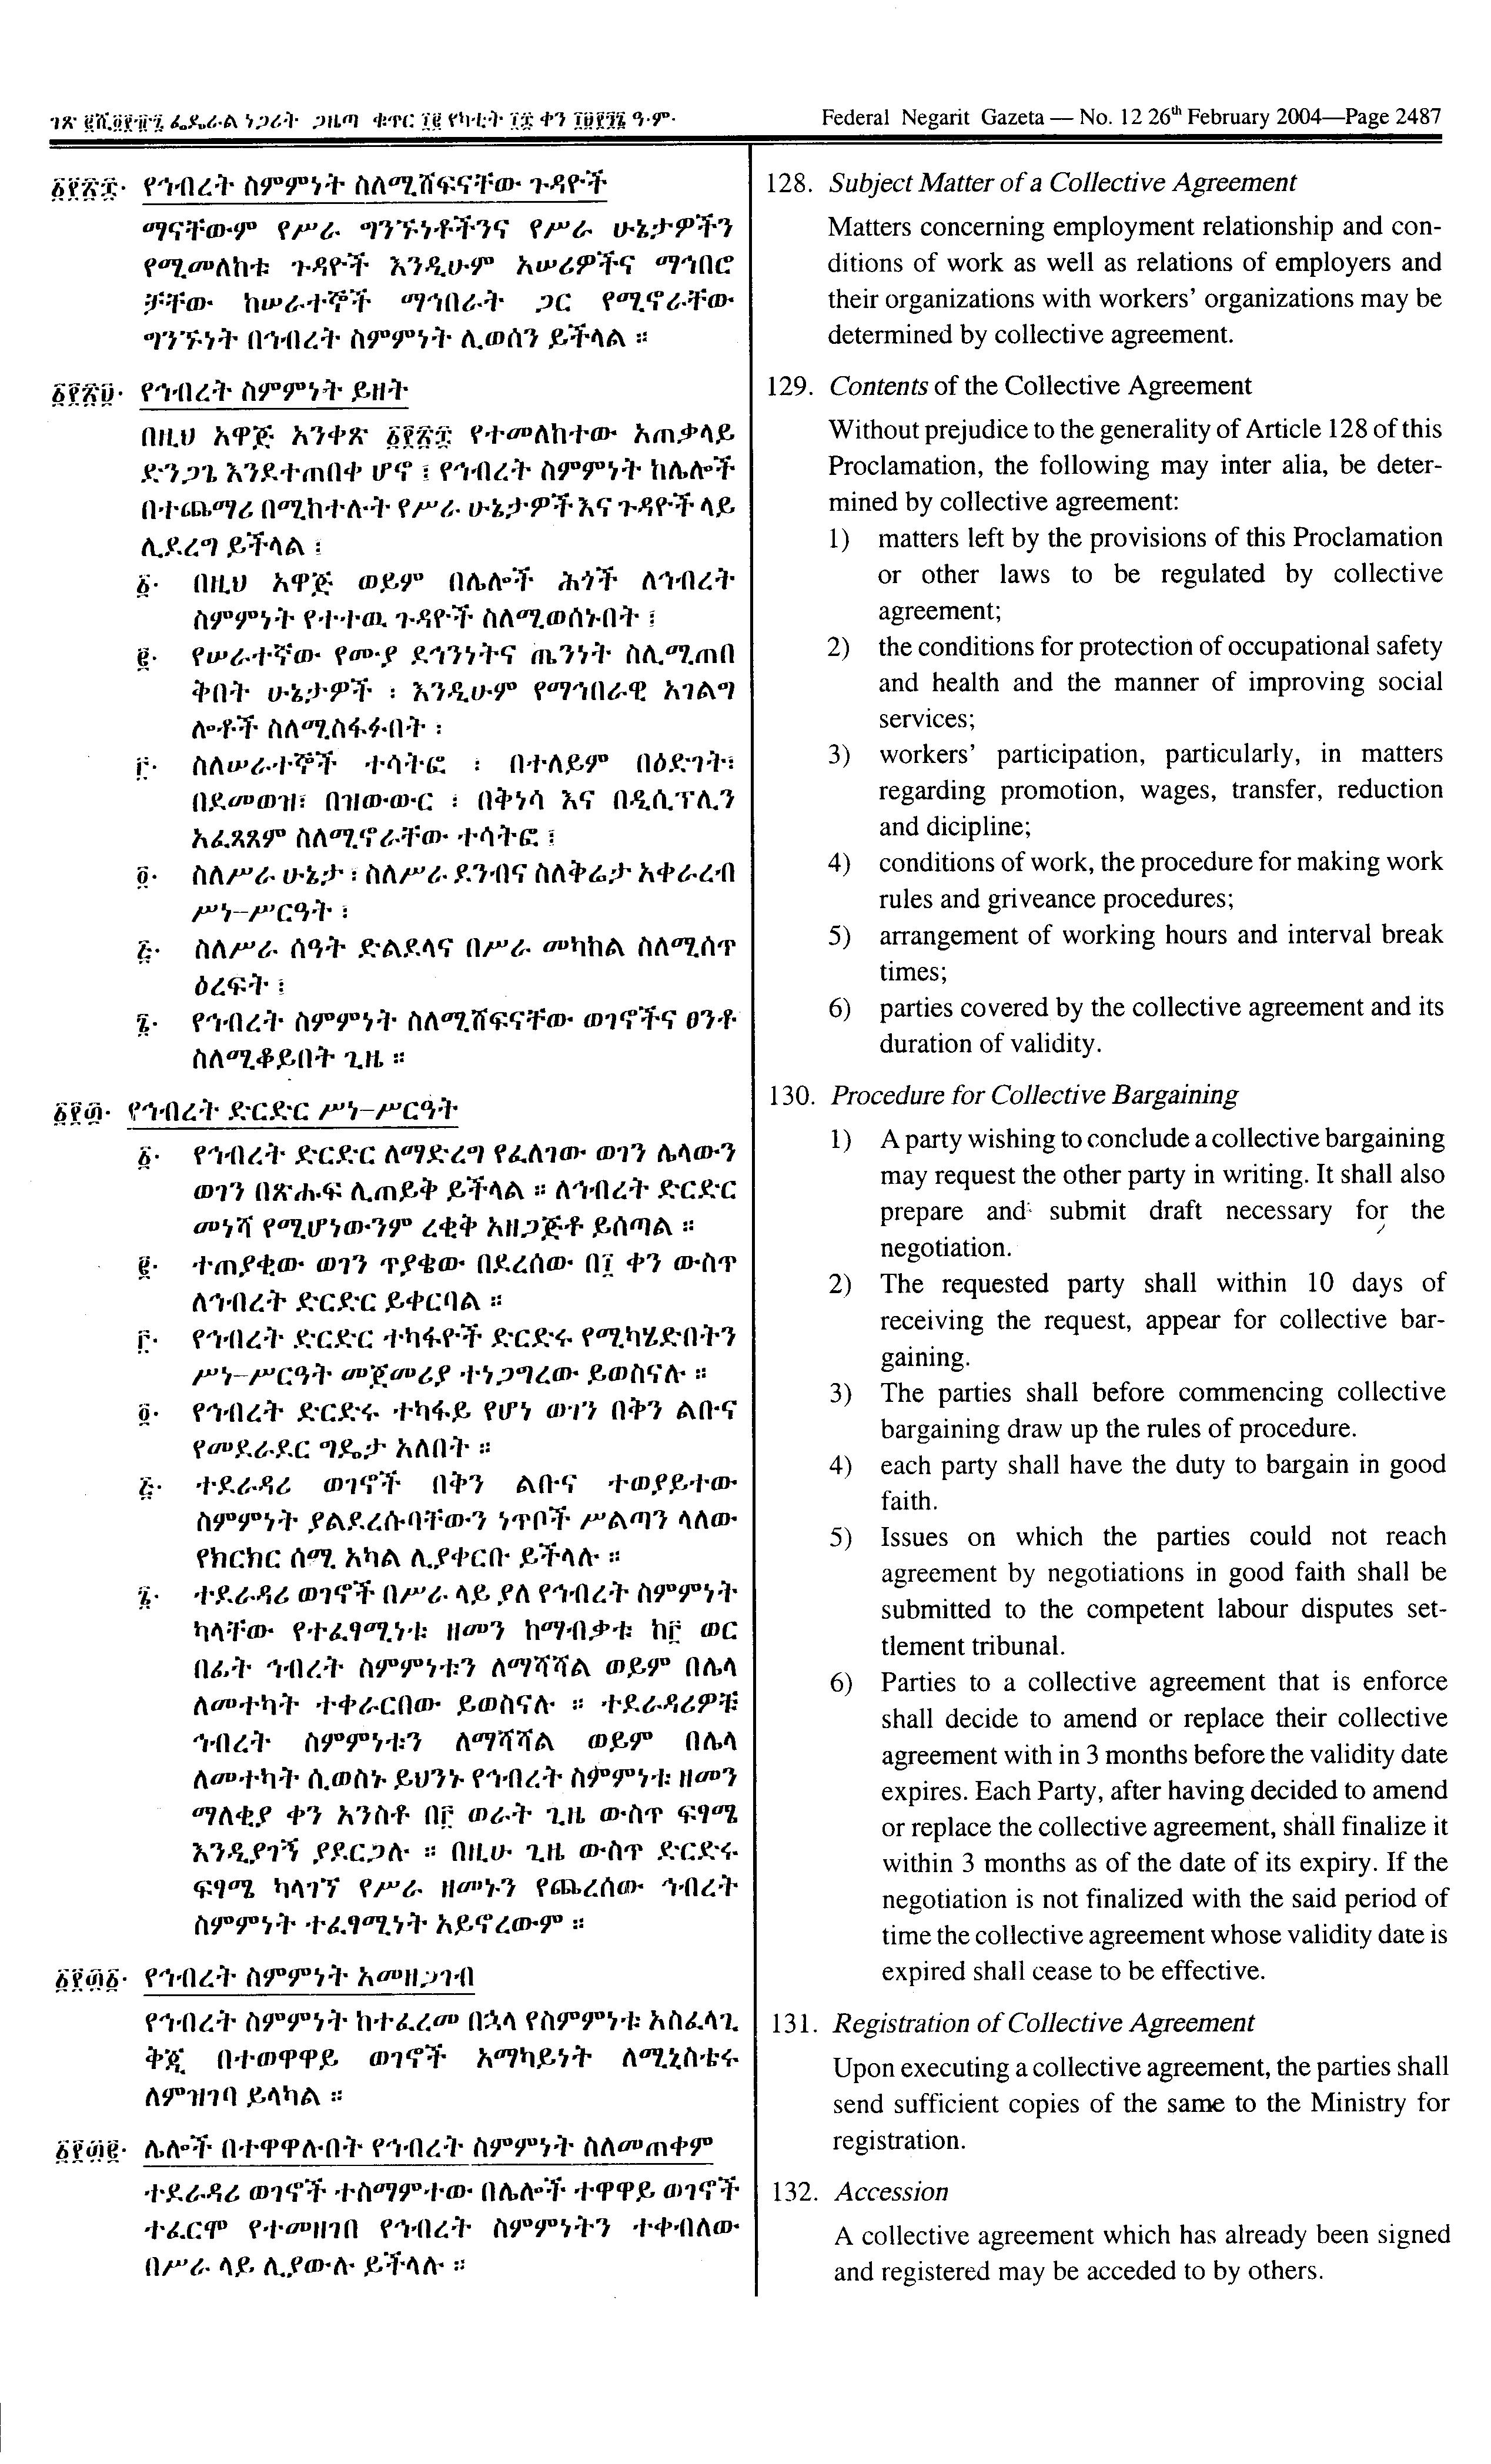 ገጽ ፪ሺ፬፻፹፯ ፌዴራል ነጋሪት ጋዜጣ ቁጥር ፲፪ የካቲት ፲፰ ቀን ፲፱፻፺፮ ዓ·ም·
Federal Negarit Gazeta — No. 12 26th February 2004—Page 2487
፩፻፳፰· የኅብረት ስምምነት ስለሚሸፍናቸው ጉዳዮች
ማናቸውም የሥራ ግንኙነቶችንና የሥራ ሁኔታዎችን
የሚመለከቱ ጉዳዮች እንዲሁም አሠሪዎችና ማኅበሮ
ቻቸው ከሠራተኞች ማኅበራት ጋር የሚኖራቸው
ግንኙነት በኅብረት ስምምነት ሊወሰን ይችላል ።
፩፻፳፱· የኅብረት ስምምነት ይዘት
በዚህ አዋጅ አንቀጽ ፩፻፳፰ የተመለከተው አጠቃላይ
ድንጋጌ እንደተጠበቀ ሆኖ ፤ የኅብረት ስምምነት ከሌሎች
በተጨማሪ በሚከተሉት የሥራ ሁኔታዎች እና ጉዳዮች ላይ
ሊደረግ ይችላል ፤
፩· በዚህ አዋጅ ወይም በሌሎች ሕጎች ለኅብረት
ስምምነት የተተዉ ጉዳዮች ስለሚወሰኑበት ፤
፪· የሠራተኛው የሙያ ደኅንነትና ጤንነት ስሊሚጠበ
ቅበት ሁኔታዎች ፡ እንዲሁም የማኅበራዊ አገልግ
ሎቶች ስለሚስፋፉበት ፡
፫· ስለሠራተኞች ተሳትፎ ፡ በተለይም በዕድገት፣
በደመወዝ፣ በዝውውር ፡ በቅነሳ እና በዲሲፕሊን
አፈጻጸም ስለሚኖራቸው ተሳትፎ ፤
፬· ስለሥራ ሁኔታ ፡ ስለሥራ ደንብና ስለቅሬታ አቀራረብ
ሥነ–ሥርዓት ፤
፭· ስለሥራ ሰዓት ድልደላና በሥራ መካከል ስለሚሰጥ
ዕረፍት ፤
፮· የኅብረት ስምምነት ስለሚሸፍናቸው ወገኖችና ፀንቶ
ስለሚቆይበት ጊዜ ።
፩፻፴· የኅብረት ድርድር ሥነ–ሥርዓት
፩· የኅብረት ድርድር ለማድረግ የፈለገው ወገን ሌላውን
ወገን በጽሑፍ ሊጠይቅ ይችላል ። ለኅብረት ድርድር
መነሻ የሚሆነውንም ረቂቅ አዘጋጅቶ ይሰጣል ።
፪· ተጠያቂው ወገን ጥያቄው በደረሰው በ፲ ቀን ውስጥ
ለኅብረት ድርድር ይቀርባል ።
፫· የኅብረት ድርድር ተካፋዮች ድርድሩ የሚካሄድበትን
ሥነ–ሥርዓት መጀመሪያ ተነጋግረው ይወስናሉ ።
፬· የኅብረት ድርድሩ ተካፋይ የሆነ ወገን በቅን ልቡና
የመደራደር ግዴታ አለበት ።
፭· ተደራዳሪ ወገኖች በቅን ልቡና ተወያይተው
ስምምነት ያልደረሱባቸውን ነጥቦች ሥልጣን ላለው
የክርክር ሰሚ አካል ሊያቀርቡ ይችላሉ ።
፮· ተደራዳሪ ወገኖች በሥራ ላይ ያለ የኅብረት ስምምነት
ካላቸው የተፈፃሚነቱ ዘመን ከማብቃቱ ከ፫ ወር
በፊት ኅብረት ስምምነቱን ለማሻሻል ወይም በሌላ
ለመተካት ተቀራርበው ይወስናሉ ። ተደራዳሪዎቹ
ኅብረት ስምምነቱን ለማሻሻል ወይም በሌላ
ለመተካት ሲወስኑ ይህንኑ የኅብረት ስምምነቱ ዘመን
ማለቂያ ቀን አንስቶ በ፫ ወራት ጊዜ ውስጥ ፍፃሜ
እንዲያገኝ ያደርጋሉ ። በዚሁ ጊዜ ውስጥ ድርድሩ
ፍፃሜ ካላገኘ የሥራ ዘመኑን የጨረሰው ኅብረት
ስምምነት ተፈፃሚነት አይኖረውም ።
፩፻፴፩· የኅብረት ስምምነት አመዘጋገብ
የኅብረት ስምምነት ከተፈረመ በኋላ የስምምነቱ አስፈላጊ
ቅጂ በተወዋዋይ ወገኖች አማካይነት ለሚኒስቴሩ
ለምዝገባ ይላካል ።
፩፻፴፪· ሌሎች በተዋዋሉበት የኅብረት ስምምነት ስለመጠቀም
ተደራዳሪ ወገኖች ተስማምተው በሌሎች ተዋዋይ ወገኖች
ተፈርሞ የተመዘገበ የኅብረት ስምምነትን ተቀብለው
በሥራ ላይ ሊያውሉ ይችላሉ ።
128. Subject Matter of a Collective Agreement
Matters concerning employment relationship and con-
ditions of work as well as relations of employers and
their organizations with workers' organizations may be
determined by collective agreement.
129. Contents of the Collective Agreement
Without prejudice to the generality of Article 128 of this
Proclamation, the following may inter alia, be deter-
mined by collective agreement:
1) matters left by the provisions of this Proclamation
or other laws to be regulated by collective
agreement;
2) the conditions for protection of occupational safety
and health and the manner of improving social
services;
3) workers' participation, particularly, in matters
regarding promotion, wages, transfer, reduction
and dicipline;
4) conditions of work, the procedure for making work
rules and griveance procedures;
5) arrangement of working hours and interval break
times;
6) parties covered by the collective agreement and its
duration of validity.
130. Procedure for Collective Bargaining
1) A party wishing to conclude a collective bargaining
may request the other party in writing. It shall also
prepare and submit draft necessary for the
negotiation.
2) The requested party shall within 10 days of
receiving the request, appear for collective bar-
gaining.
3) The parties shall before commencing collective
bargaining draw up the rules of procedure.
4) each party shall have the duty to bargain in good
faith.
5) Issues on which the parties could not reach
agreement by negotiations in good faith shall be
submitted to the competent labour disputes set-
tlement tribunal.
6) Parties to a collective agreement that is enforce
shall decide to amend or replace their collective
agreement with in 3 months before the validity date
expires. Each Party, after having decided to amend
or replace the collective agreement, shall finalize it
within 3 months as of the date of its expiry. If the
negotiation is not finalized with the said period of
time the collective agreement whose validity date is
expired shall cease to be effective.
131. Registration of Collective Agreement
Upon executing a collective agreement, the parties shall
send sufficient copies of the same to the Ministry for
registration.
132. Accession
A collective agreement which has already been signed
and registered may be acceded to by others.